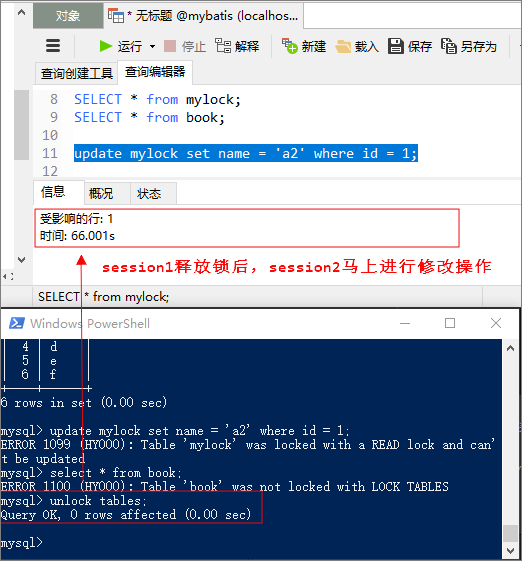 对象
* 无标题 @mybatis (localhos...
运行 停止 解释 新建 载入 保存 另存为
查询创建工具 查询编辑器
8 SELECT * from mylock;
9 SELECT * from book;
10
11 update mylock set name = 'a2' where id = 1;
12
信息 概况 状态
受影响的行: 1
时间: 66.001s
session1释放锁后，session2马上进行修改操作
SELECT * from mylock;
Windows PowerShell
| 4 | d |
| 5 | e |
| 6 | f |
+----+------+
6 rows in set (0.00 sec)
mysql> update mylock set name = 'a2' where id = 1;
ERROR 1099 (HY000): Table 'mylock' was locked with a READ lock and can'
t be updated
mysql> select * from book;
ERROR 1100 (HY000): Table 'book' was not locked with LOCK TABLES
mysql> unlock tables;
Query OK, 0 rows affected (0.00 sec)
mysql>